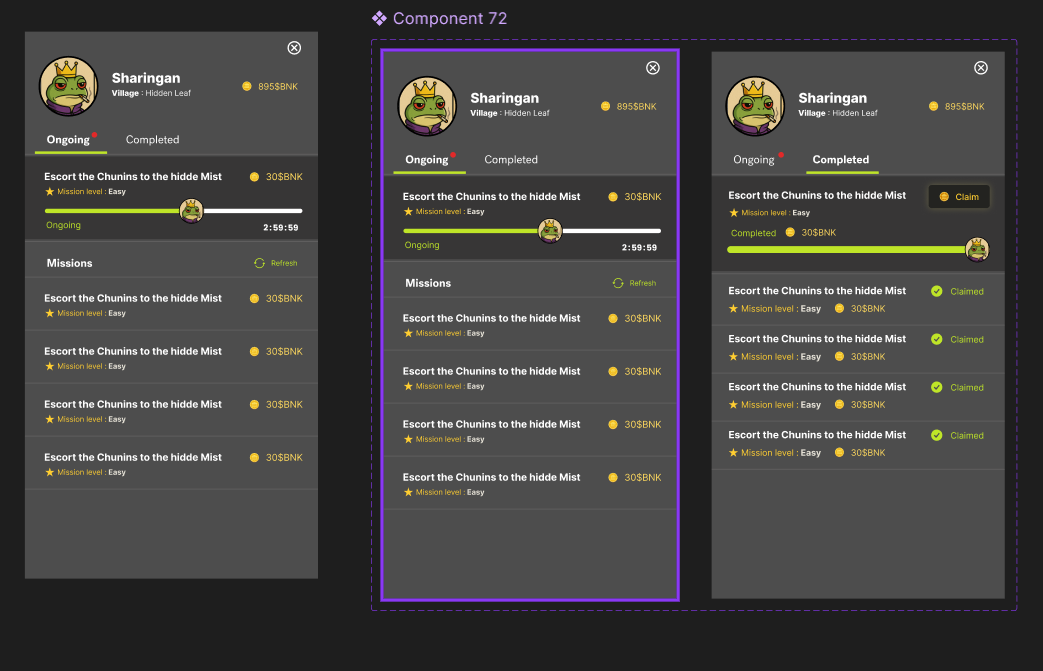 Component 72
Sharingan
Village : Hidden Leaf
895$BNK
Ongoing
Completed
Escort the Chunins to the hidde Mist
30$BNK
Mission level : Easy
Ongoing
2:59:59
Missions
Refresh
Escort the Chunins to the hidde Mist
30$BNK
Mission level : Easy
Escort the Chunins to the hidde Mist
30$BNK
Mission level : Easy
Escort the Chunins to the hidde Mist
30$BNK
Mission level : Easy
Escort the Chunins to the hidde Mist
30$BNK
Mission level : Easy
Sharingan
Village : Hidden Leaf
895$BNK
Ongoing
Completed
Escort the Chunins to the hidde Mist
30$BNK
Mission level : Easy
Ongoing
2:59:59
Missions
Refresh
Escort the Chunins to the hidde Mist
30$BNK
Mission level : Easy
Escort the Chunins to the hidde Mist
30$BNK
Mission level : Easy
Escort the Chunins to the hidde Mist
30$BNK
Mission level : Easy
Escort the Chunins to the hidde Mist
30$BNK
Mission level : Easy
Sharingan
Village : Hidden Leaf
895$BNK
Ongoing
Completed
Escort the Chunins to the hidde Mist
Claim
Mission level : Easy
Completed
30$BNK
Escort the Chunins to the hidde Mist
Claimed
Mission level : Easy
30$BNK
Escort the Chunins to the hidde Mist
Claimed
Mission level : Easy
30$BNK
Escort the Chunins to the hidde Mist
Claimed
Mission level : Easy
30$BNK
Escort the Chunins to the hidde Mist
Claimed
Mission level : Easy
30$BNK